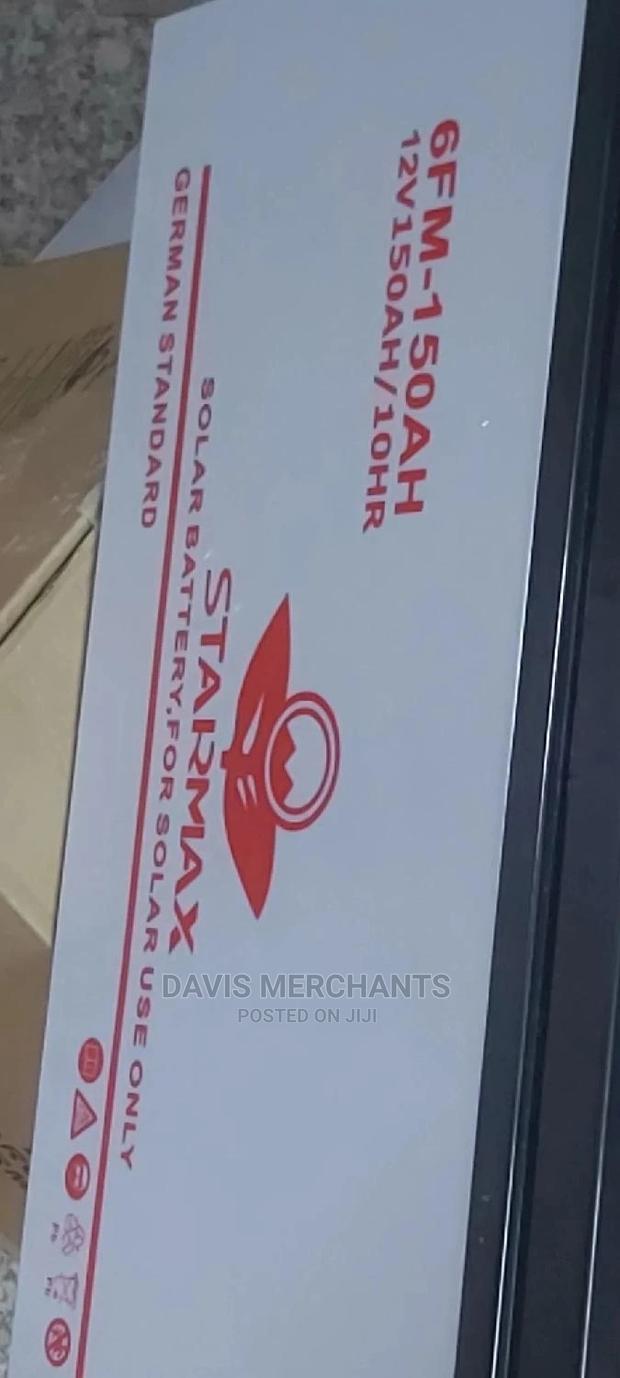 6FM-150AH
12V150AH/10HR
STARMAX
SOLAR BATTERY,FOR SOLAR USE ONLY
GERMAN STANDARD
DAVIS MERCHANTS
POSTED ON JIJI